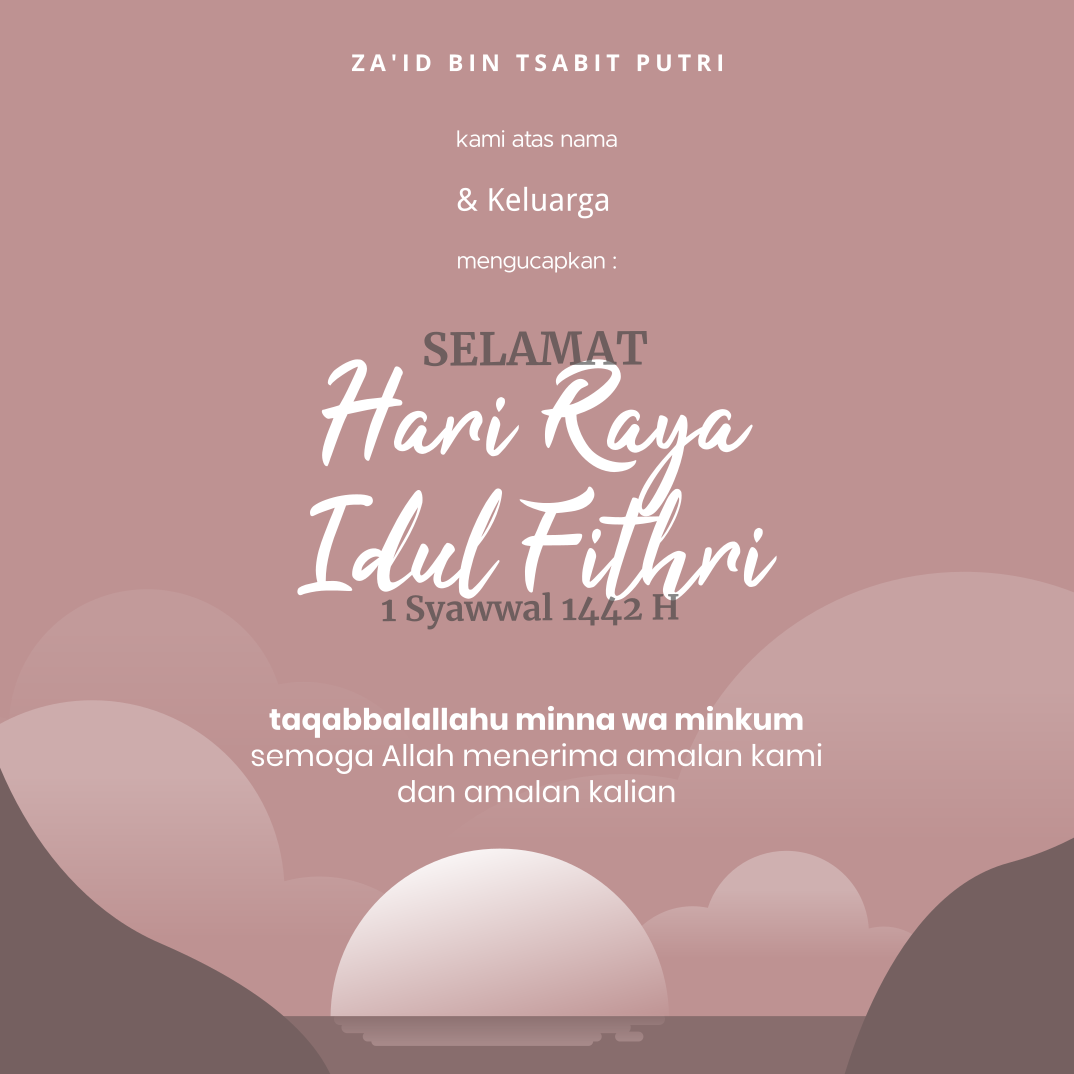 ZA'ID BIN TSABIT PUTRI
kami atas nama
& Keluarga
mengucapkan :
SELAMAT
Hari Raya
Idul Fithri
1 Syawwal 1442 H
taqabbalallahu minna wa minkum
semoga Allah menerima amalan kami
dan amalan kalian